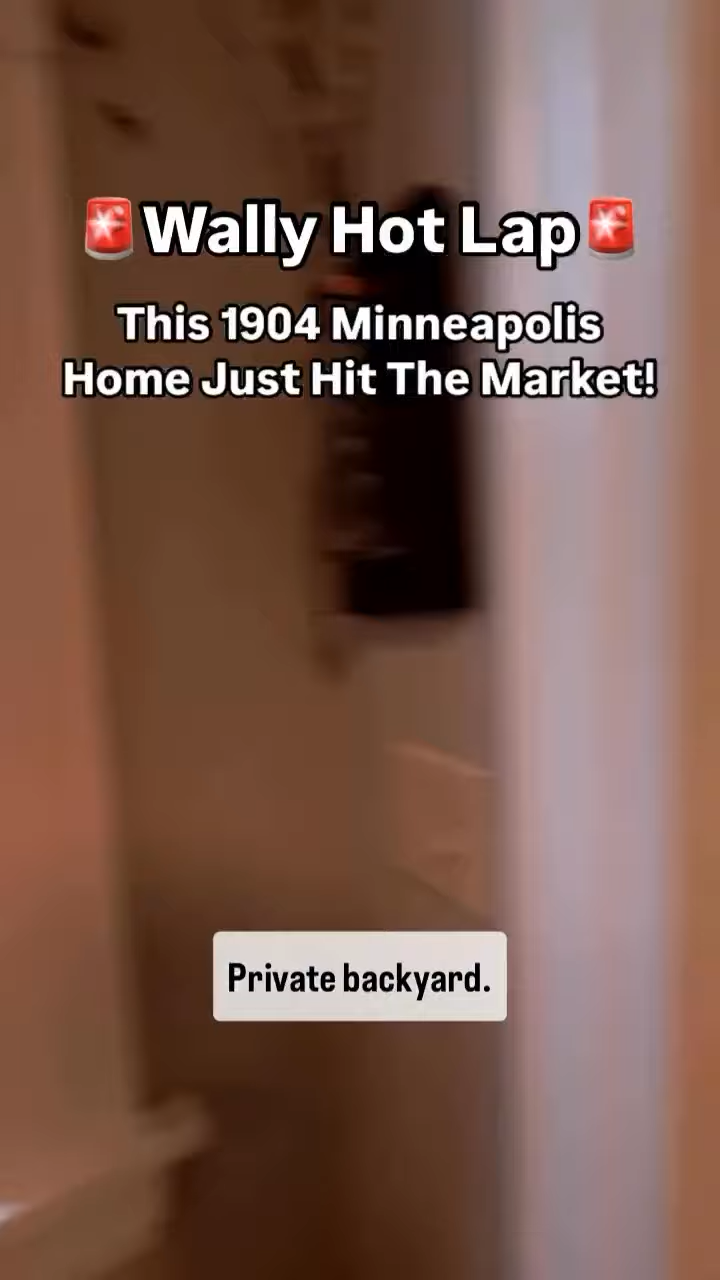 🚨Wally Hot Lap🚨
This 1904 Minneapolis
Home Just Hit The Market!
Private backyard.